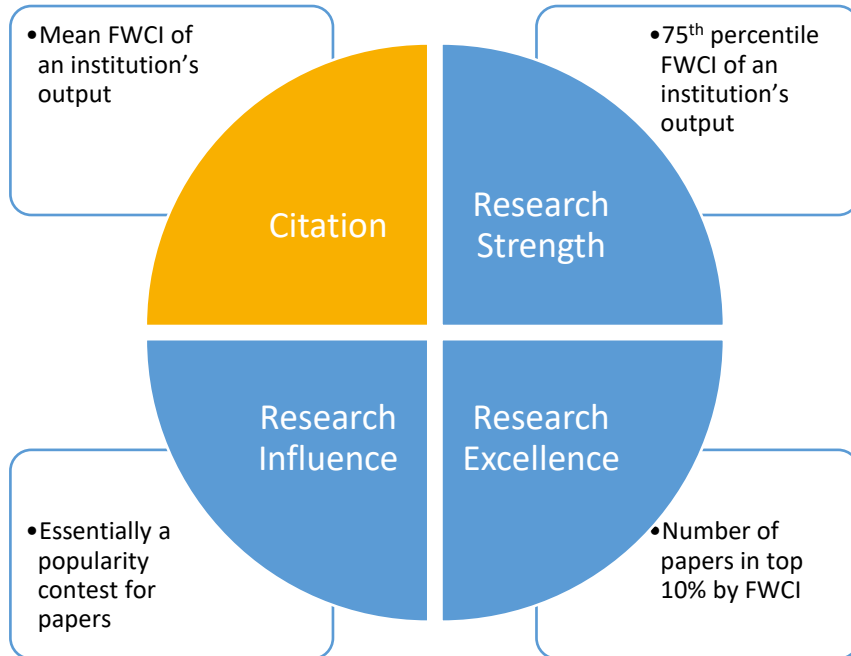 •Mean FWCI of
an institution’s
output
•75th percentile
FWCI of an
institution’s
output
Citation
Research
Strength
Research
Influence
Research
Excellence
•Essentially a
popularity
contest for
papers
•Number of
papers in top
10% by FWCI